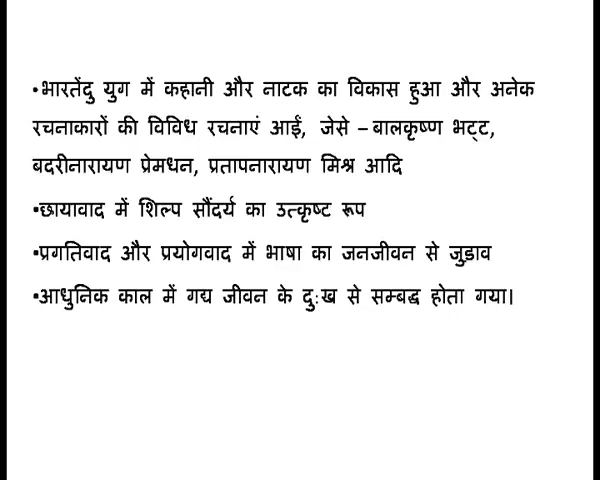 •भारतेंदु युग में कहानी और नाटक का विकास हुआ और अनेक
रचनाकारों की विविध रचनाएं आईं, जेसे – बालकृष्ण भट्ट,
बदरीनारायण प्रेमधन, प्रतापनारायण मिश्र आदि
•छायावाद में शिल्प सौंदर्य का उत्कृष्ट रूप
•प्रगतिवाद और प्रयोगवाद में भाषा का जनजीवन से जुडाव
•आधुनिक काल में गद्य जीवन के दु:ख से सम्बद्ध होता गया।